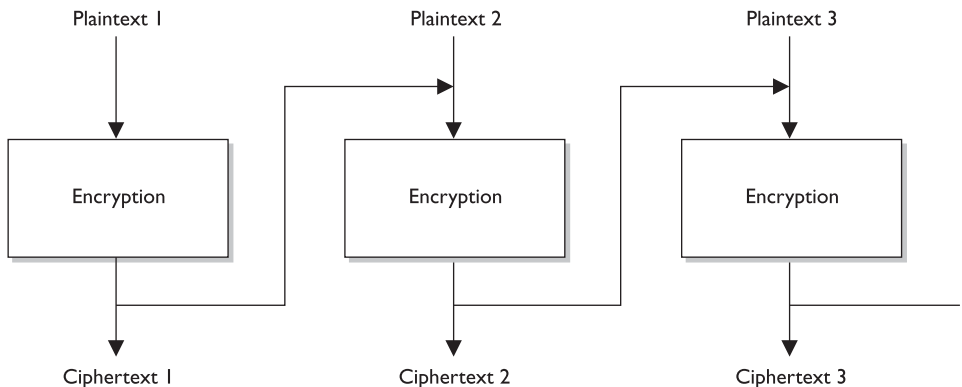 Plaintext 1
Plaintext 2
Plaintext 3
Encryption
Encryption
Encryption
Ciphertext 1
Ciphertext 2
Ciphertext 3